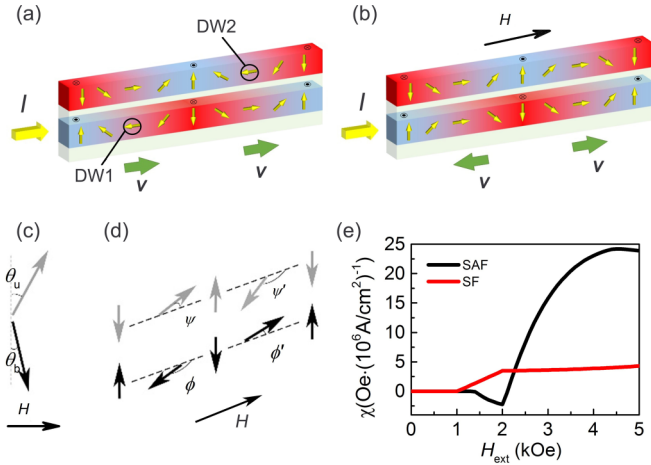 (a)
DW2
I
DW1
v
v
(b)
H
I
v
v
(c)
θu
θb
H
(d)
ψ
ψ'
ϕ
ϕ'
H
(e)
χ(Oe·(10⁶A/cm²)⁻¹)
25
20
15
10
5
0
SAF
SF
0 1 2 3 4 5
Hext (kOe)